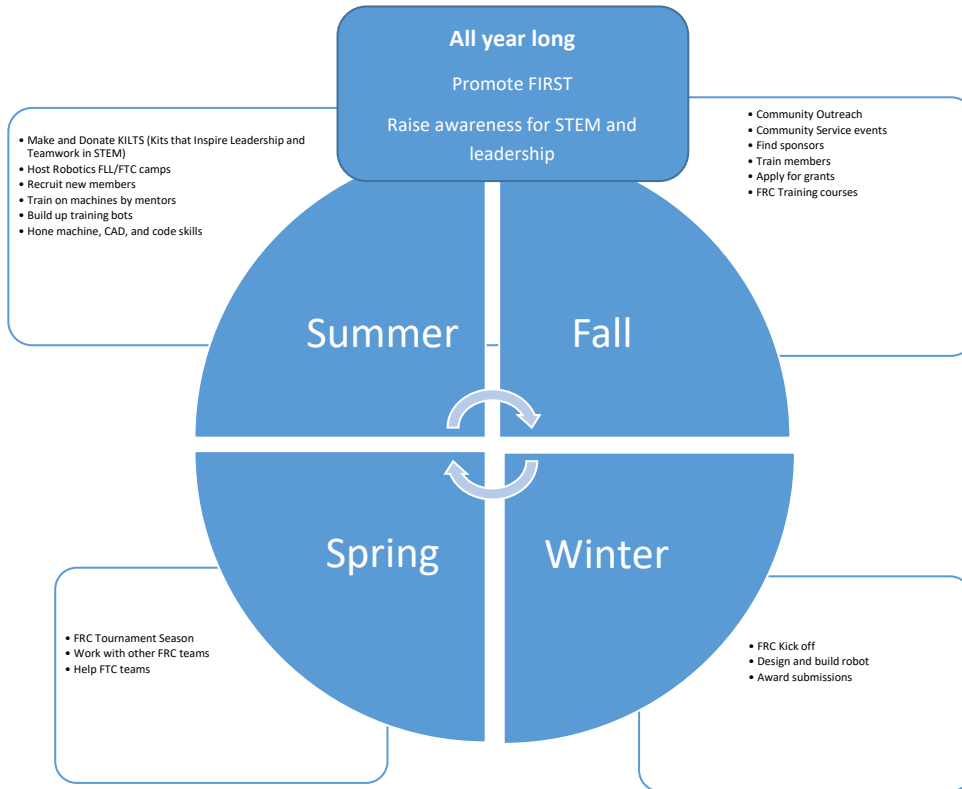 All year long
Promote FIRST
Raise awareness for STEM and
leadership
• Make and Donate KILTS (Kits that Inspire Leadership and
Teamwork in STEM)
• Host Robotics FLL/FTC camps
• Recruit new members
• Train on machines by mentors
• Build up training bots
• Hone machine, CAD, and code skills
• Community Outreach
• Community Service events
• Find sponsors
• Train members
• Apply for grants
• FRC Training courses
Summer
Fall
Spring
Winter
• FRC Tournament Season
• Work with other FRC teams
• Help FTC teams
• FRC Kick off
• Design and build robot
• Award submissions